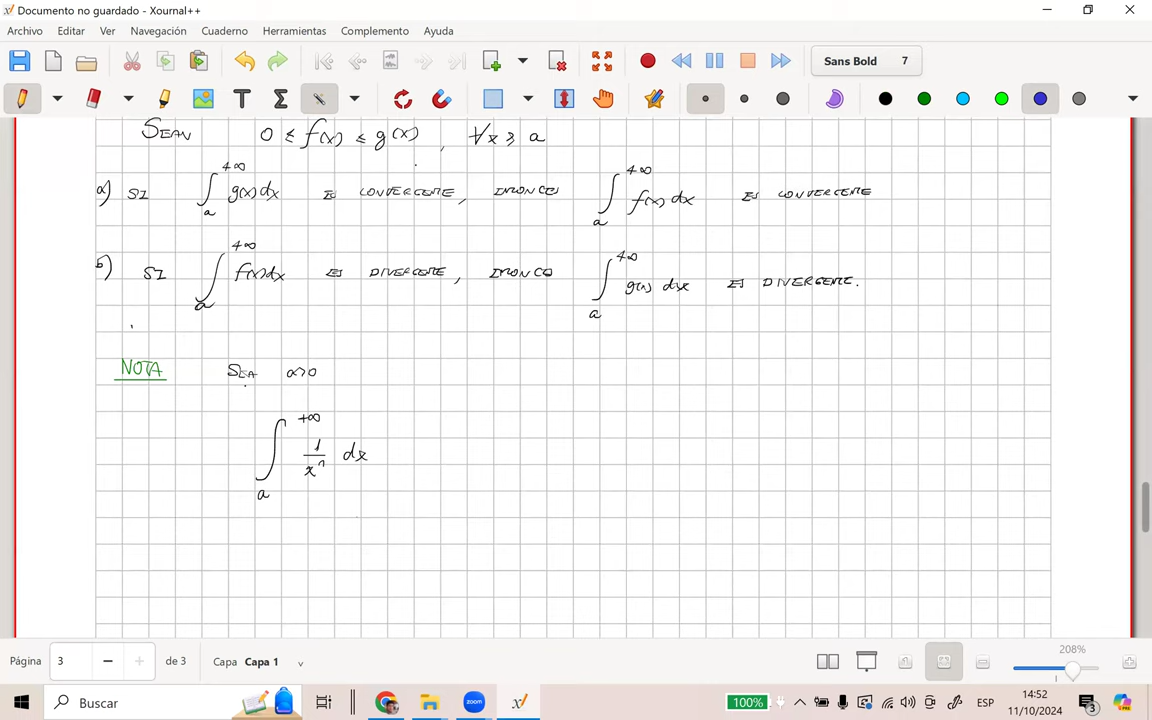 Documento no guardado - Xournal++
Archivo Editar Ver Navegación Cuaderno Herramientas Complemento Ayuda
Sans Bold 7
SEAN 0 ≤ f(x) ≤ g(x) , ∀x ≥ a
a) SI ∫_a^{+∞} g(x) dx ES CONVERGENTE, ENTONCES ∫_a^{+∞} f(x) dx ES CONVERGENTE
b) SI ∫_a^{+∞} f(x) dx ES DIVERGENTE, ENTONCES ∫_a^{+∞} g(x) dx ES DIVERGENTE.
NOTA SEA a>0
∫_a^{+∞} 1/x^n dx
Página 3 de 3 Capa Capa 1 208%
Buscar 100% ESP 14:52
11/10/2024 3